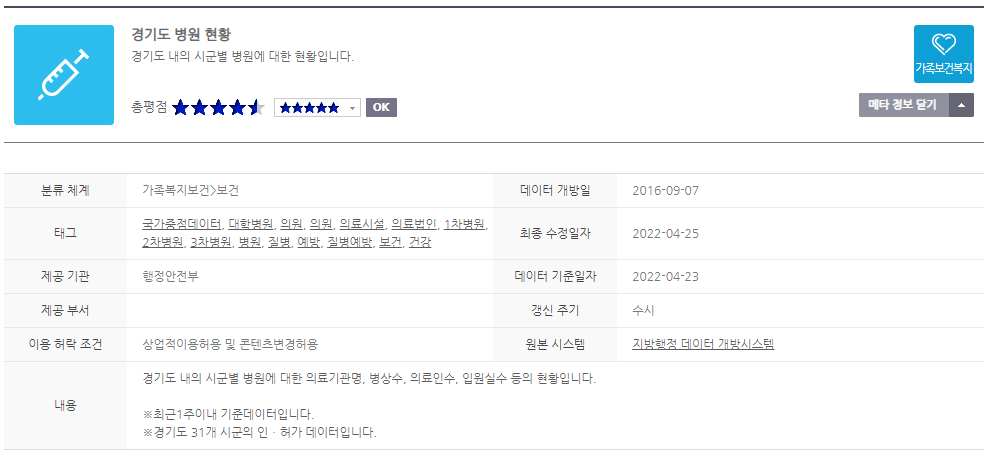 경기도 병원 현황
경기도 내의 시군별 병원에 대한 현황입니다.
가족보건복지
총평점 OK
메타 정보 닫기
분류 체계 가족복지보건>보건 데이터 개방일 2016-09-07
태그 국가중점데이터, 대학병원, 의원, 의원, 의료시설, 의료법인, 1차병원,
2차병원, 3차병원, 병원, 질병, 예방, 질병예방, 보건, 건강
최종 수정일자 2022-04-25
제공 기관 행정안전부 데이터 기준일자 2022-04-23
제공 부서 갱신 주기 수시
이용 허락 조건 상업적이용허용 및 콘텐츠변경허용 원본 시스템 지방행정 데이터 개방시스템
내용 경기도 내의 시군별 병원에 대한 의료기관명, 병상수, 의료인수, 입원실수 등의 현황입니다.
※최근1주이내 기준데이터입니다.
※경기도 31개 시군의 인ㆍ허가 데이터입니다.